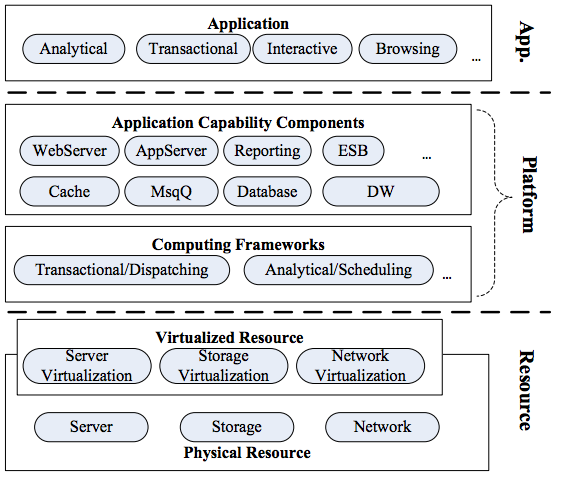 Application
Analytical Transactional Interactive Browsing ...
App.
Application Capability Components
WebServer AppServer Reporting ESB ...
Cache MsqQ Database DW
Computing Frameworks
Transactional/Dispatching Analytical/Scheduling ...
Platform
Virtualized Resource
Server Virtualization
Storage Virtualization
Network Virtualization
Server Storage Network
Physical Resource
Resource